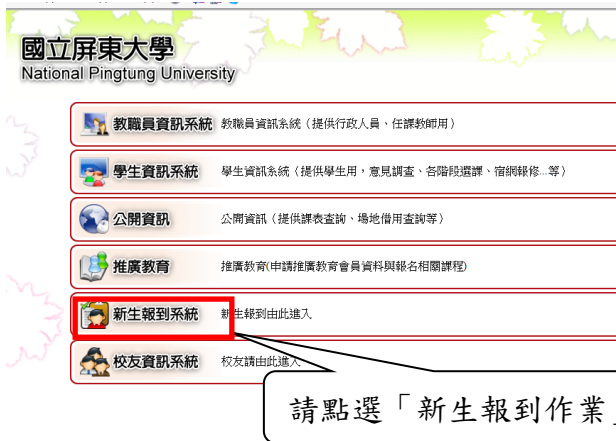 國立屏東大學
National Pingtung University
教職員資訊系統 教職員資訊系統（提供行政人員、任課教師用）
學生資訊系統 學生資訊系統（提供學生用，意見調查、各階段選課、宿網報修...等）
公開資訊 公開資訊（提供課表查詢、場地借用查詢等）
推廣教育 推廣教育(申請推廣教育會員資料與報名相關課程)
新生報到系統 新生報到由此進入
校友資訊系統 校友請由此進入
請點選「新生報到作業」